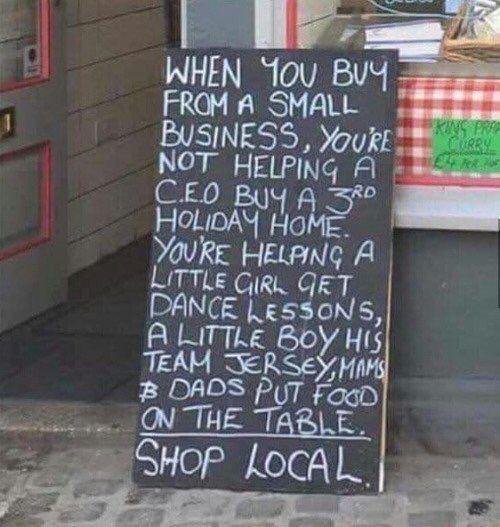 WHEN YOU BUY
FROM A SMALL
BUSINESS, YOU'RE
NOT HELPING A
C.E.O BUY A 3RD
HOLIDAY HOME.
YOU'RE HELPING A
LITTLE GIRL GET
DANCE LESSONS,
A LITTLE BOY HIS
TEAM JERSEY, MAMS
& DADS PUT FOOD
ON THE TABLE.
SHOP LOCAL.
KING
CURRY